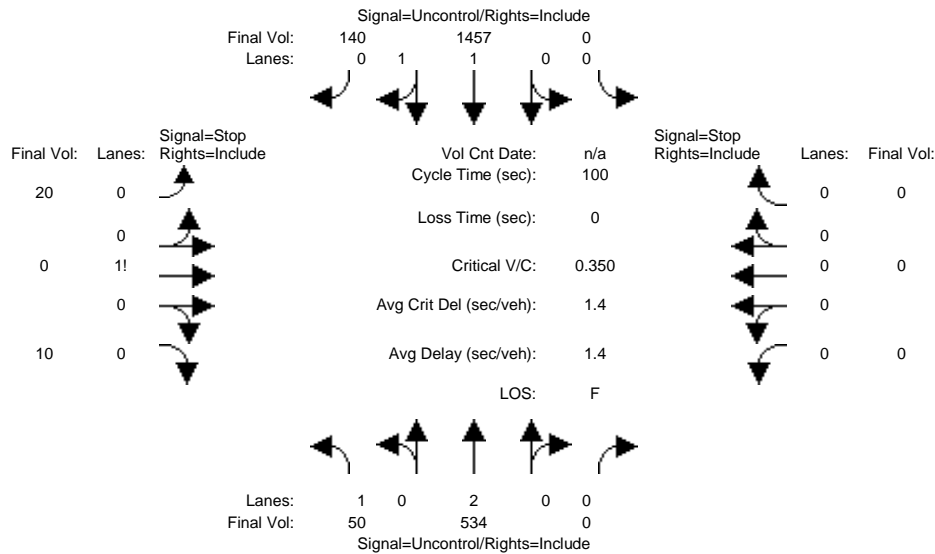 Signal=Uncontrol/Rights=Include
Final Vol: 140 1457 0
Lanes: 0 1 1 0 0
Signal=Stop Signal=Stop
Final Vol: Lanes: Rights=Include Vol Cnt Date: n/a Rights=Include Lanes: Final Vol:
Cycle Time (sec): 100
20 0 0 0
Loss Time (sec): 0
0 0
0 1! Critical V/C: 0.350 0 0
0 Avg Crit Del (sec/veh): 1.4 0
10 0 Avg Delay (sec/veh): 1.4 0 0
LOS: F
Lanes: 1 0 2 0 0
Final Vol: 50 534 0
Signal=Uncontrol/Rights=Include